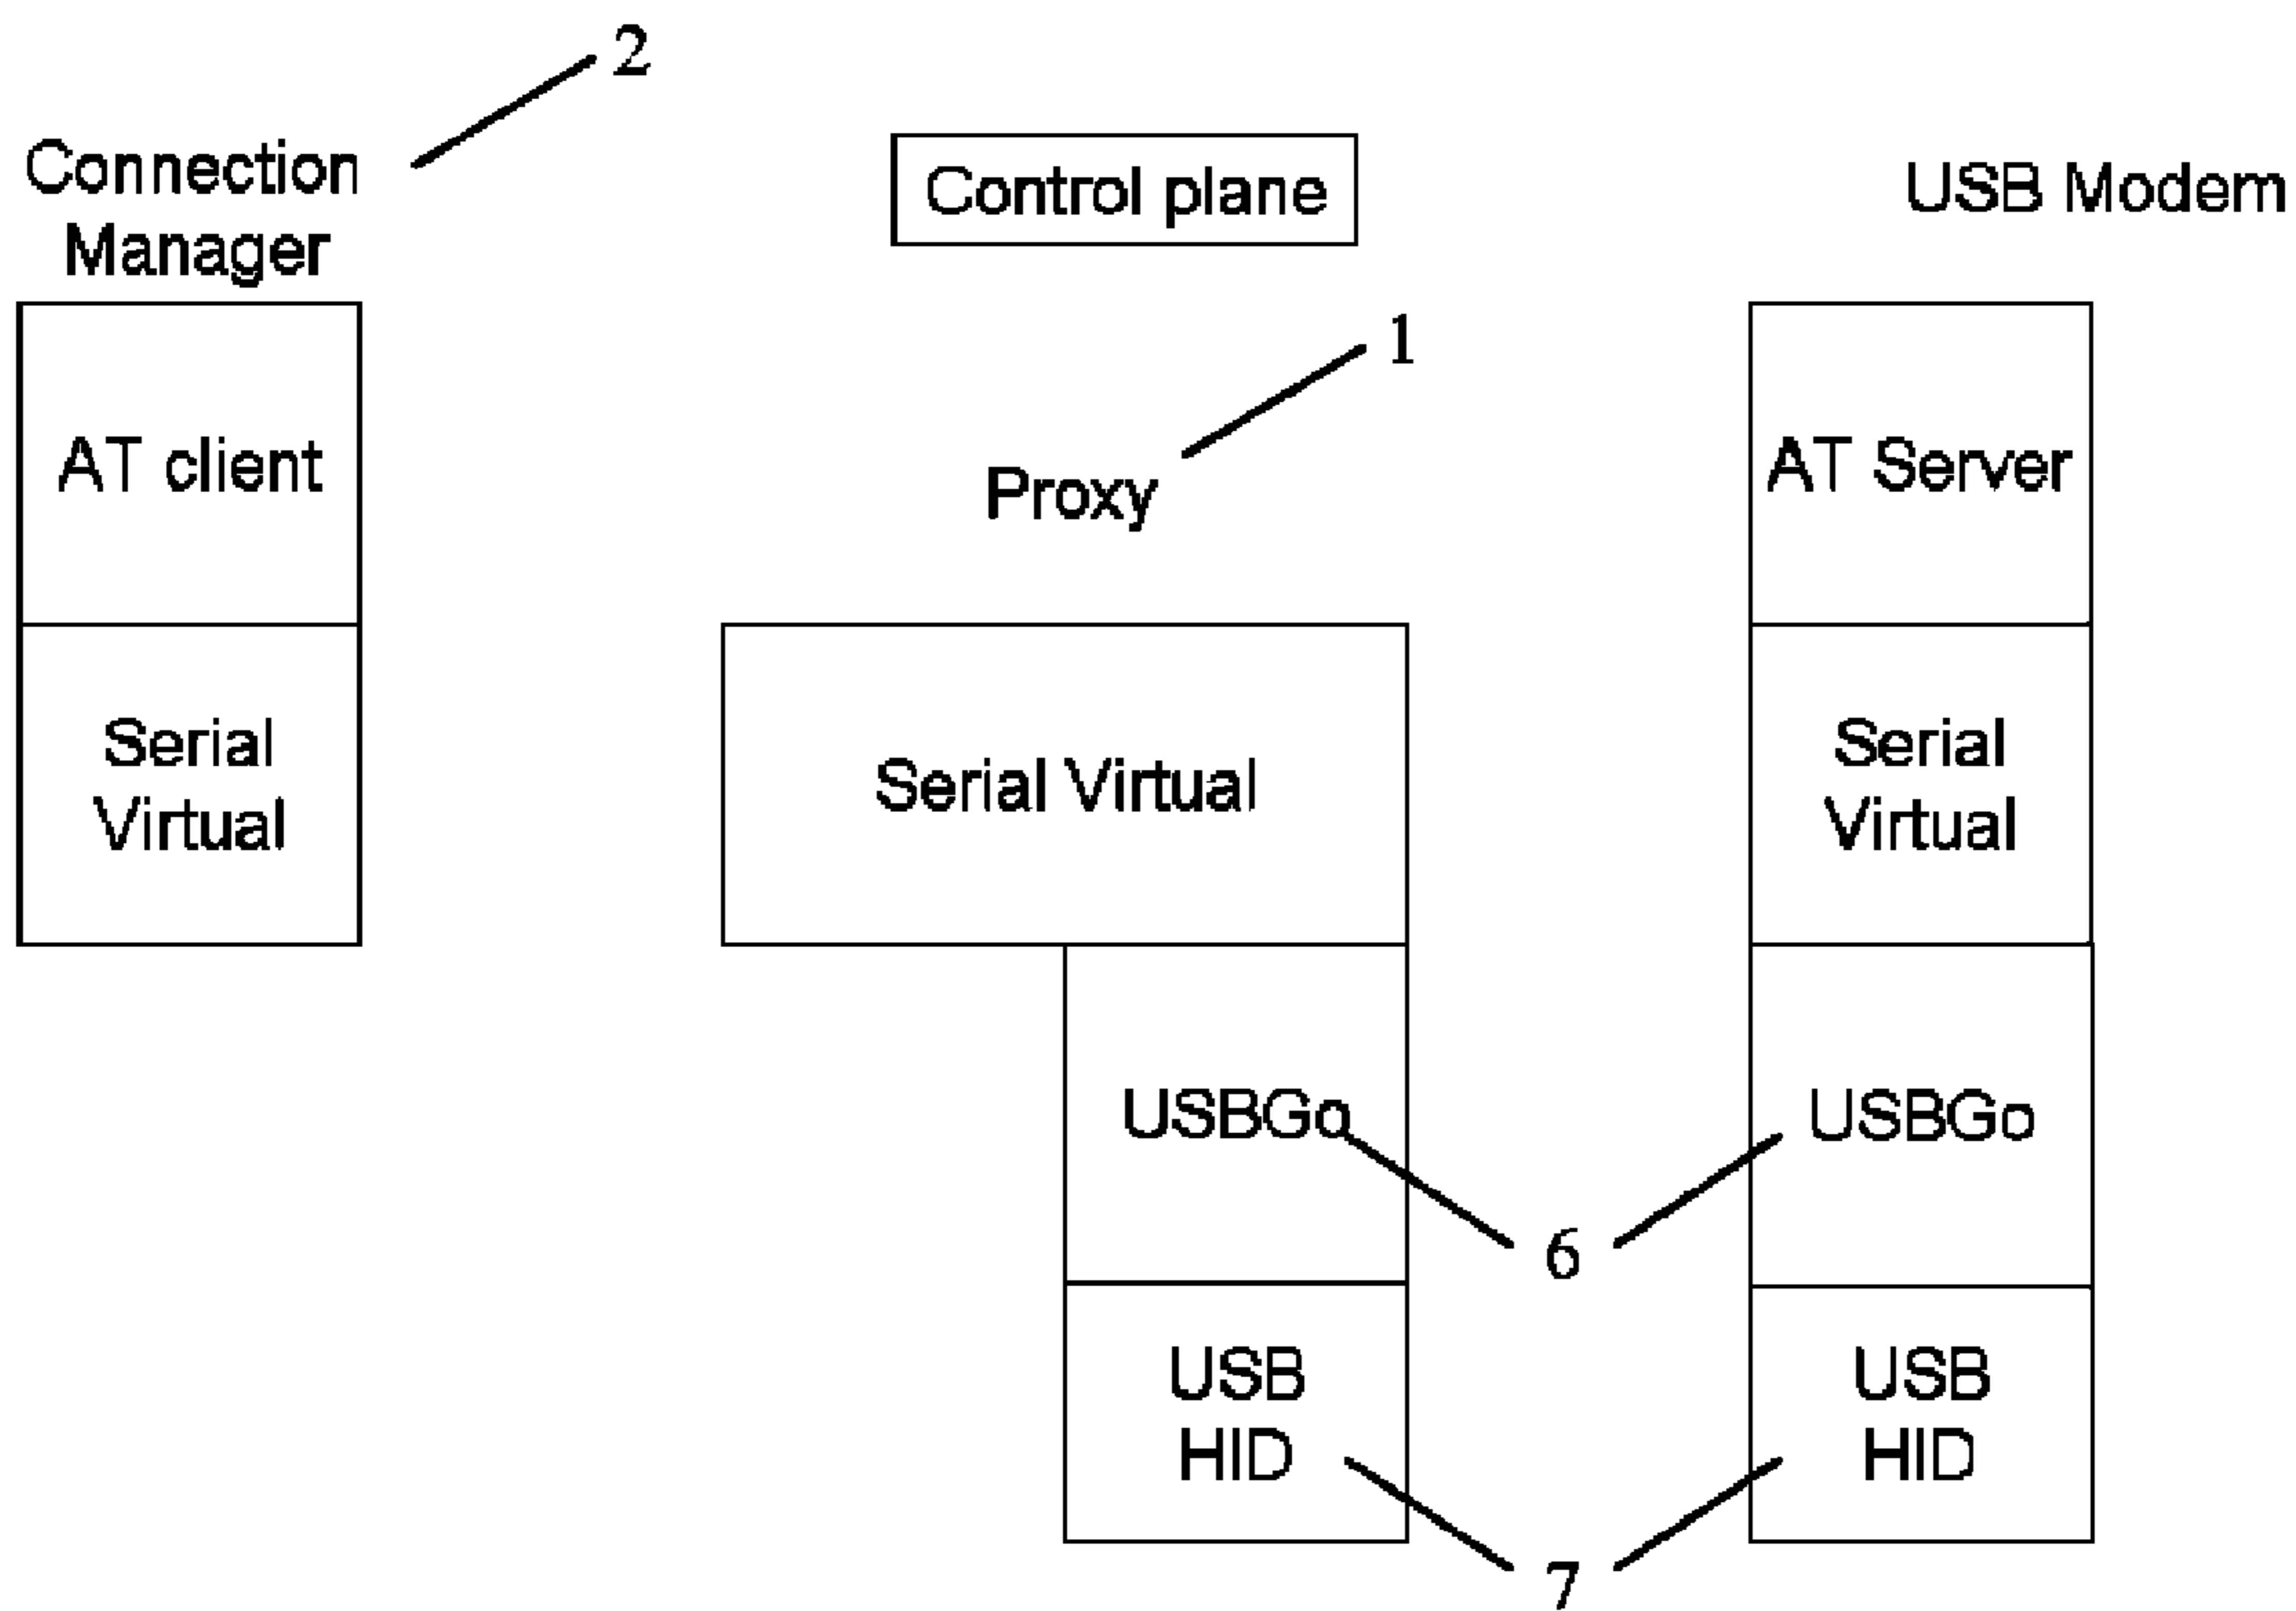 2
Connection
Manager
Control plane
USB Modem
1
Proxy
AT client
AT Server
Serial
Virtual
Serial Virtual
Serial
Virtual
USBGo
USBGo
6
USB
HID
USB
HID
7